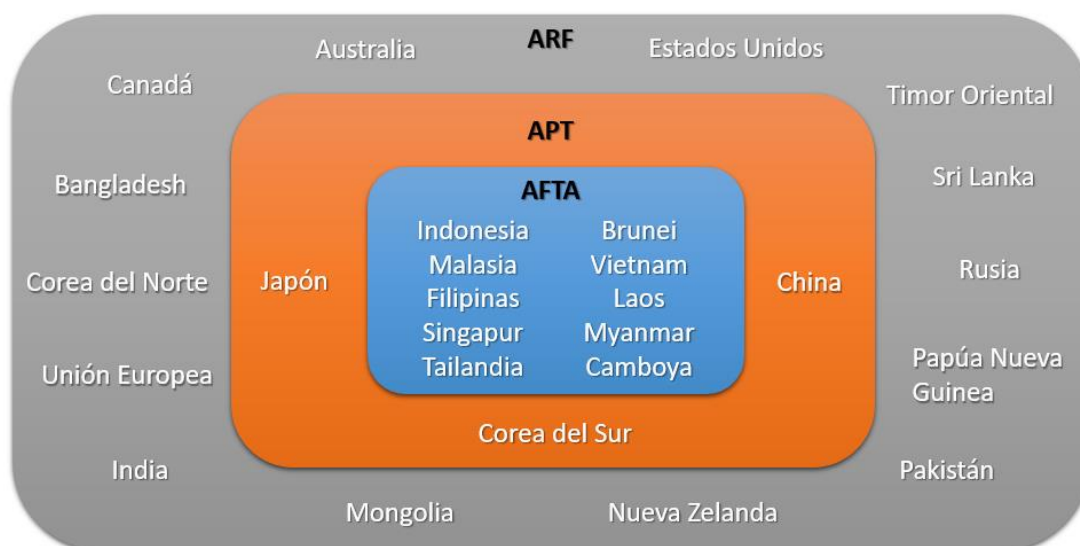 ARF
Australia
Estados Unidos
Canadá
Timor Oriental
APT
Bangladesh
Sri Lanka
AFTA
Indonesia
Brunei
Malasia
Vietnam
Filipinas
Laos
Singapur
Myanmar
Tailandia
Camboya
Corea del Norte
Japón
China
Rusia
Unión Europea
Papúa Nueva
Guinea
Corea del Sur
India
Pakistán
Mongolia
Nueva Zelanda